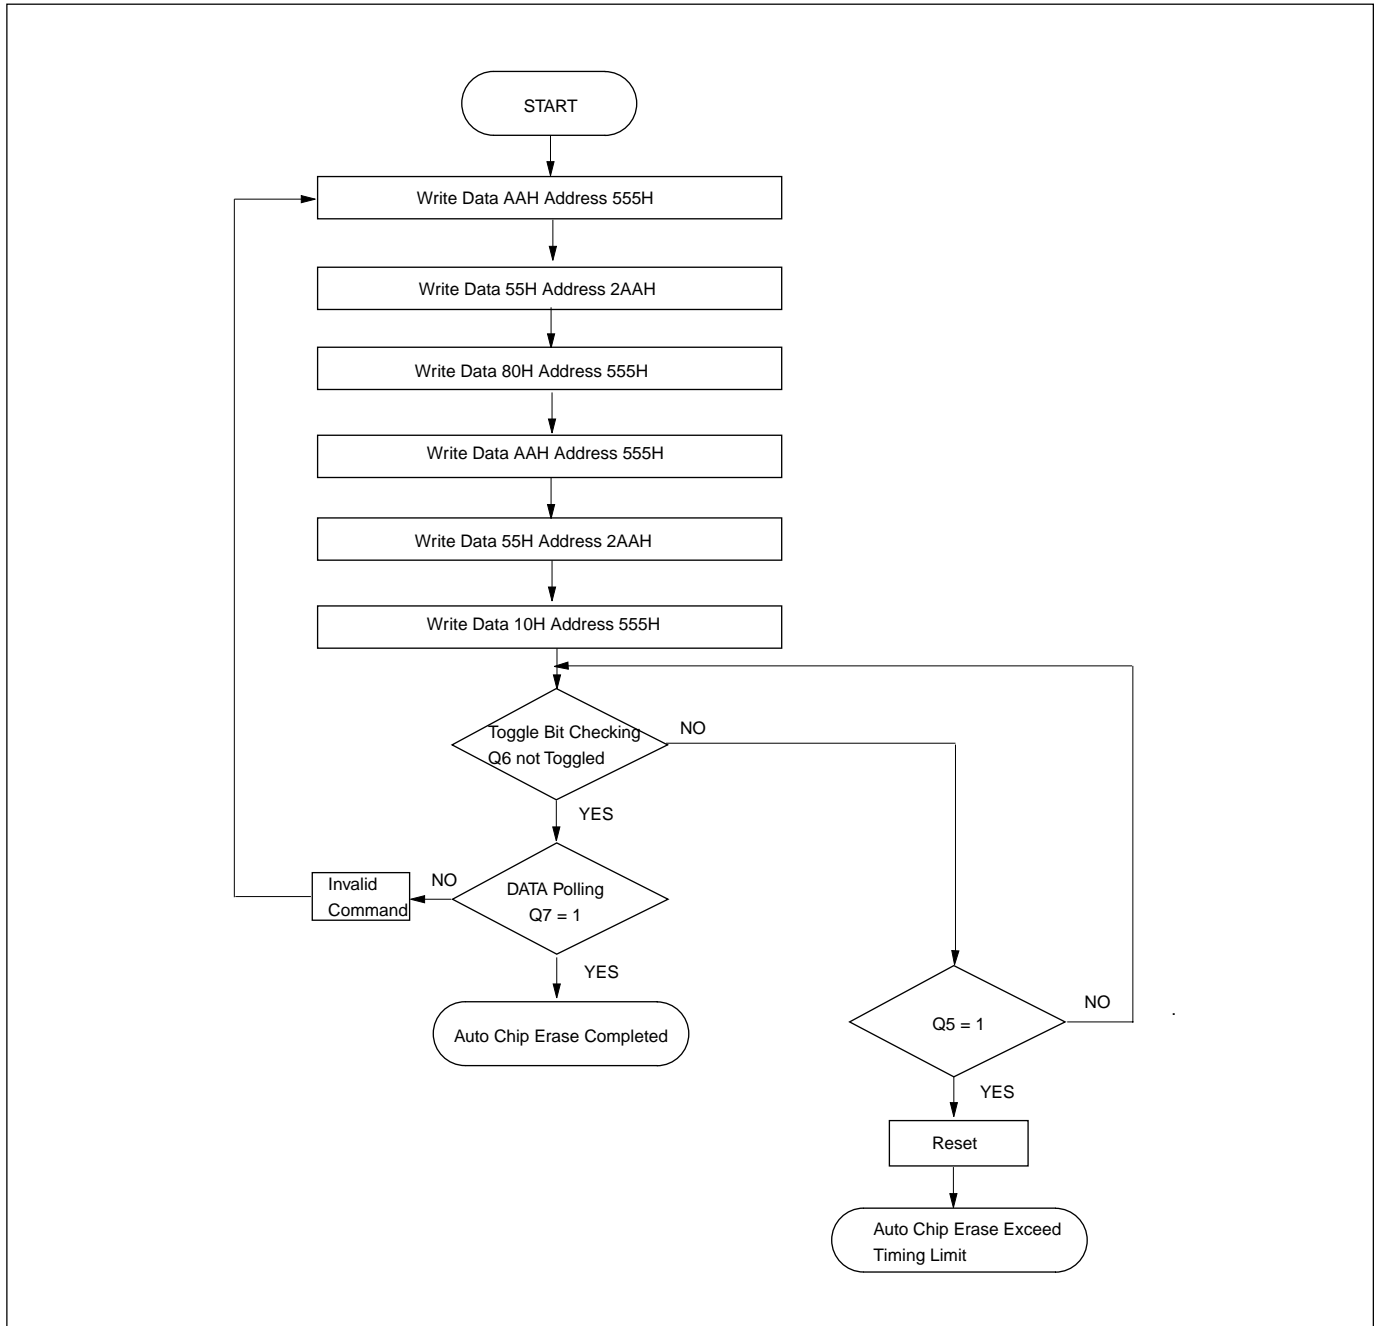 START
Write Data AAH Address 555H
Write Data 55H Address 2AAH
Write Data 80H Address 555H
Write Data AAH Address 555H
Write Data 55H Address 2AAH
Write Data 10H Address 555H
Toggle Bit Checking
Q6 not Toggled
NO
YES
DATA Polling
Q7 = 1
NO
Invalid
Command
YES
Auto Chip Erase Completed
Q5 = 1
NO
YES
Reset
Auto Chip Erase Exceed
Timing Limit